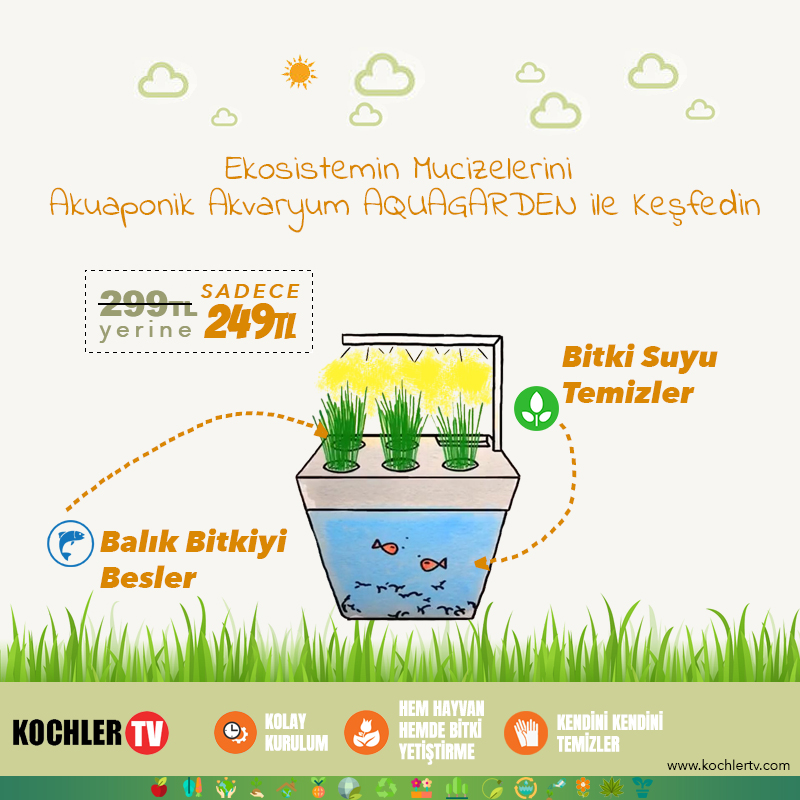 Ekosistemin Mucizelerini
Akuaponik Akvaryum AQUAGARDEN ile Keşfedin
299TL
yerine
SADECE
249TL
Bitki Suyu
Temizler
Balık Bitkiyi
Besler
KOCHLER TV
KOLAY
KURULUM
HEM HAYVAN
HEMDE BİTKİ
YETİŞTİRME
KENDİNİ KENDİNİ
TEMİZLER
www.kochlertv.com